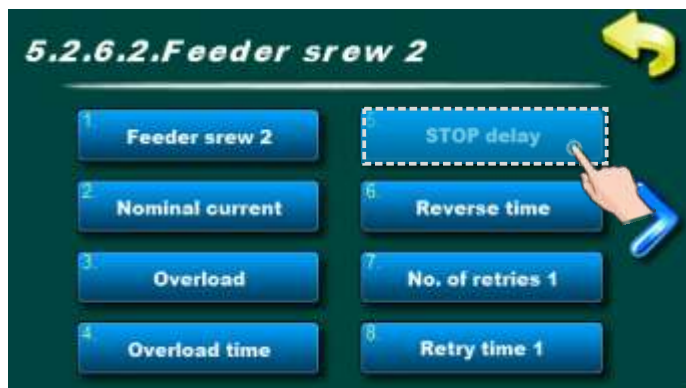 5.2.6.2.Feeder srew 2
1.
Feeder srew 2
2.
Nominal current
3.
Overload
4.
Overload time
5.
STOP delay
6.
Reverse time
7.
No. of retries 1
8.
Retry time 1